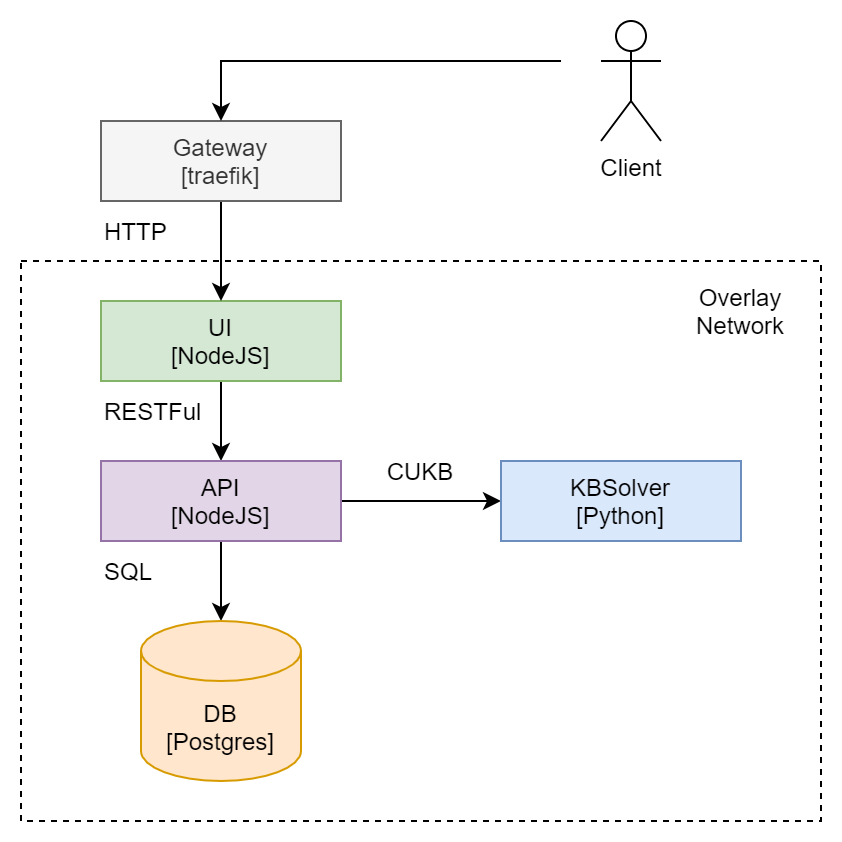 Client
Gateway
[traefik]
HTTP
Overlay
Network
UI
[NodeJS]
RESTFul
API
[NodeJS]
CUKB
KBSolver
[Python]
SQL
DB
[Postgres]